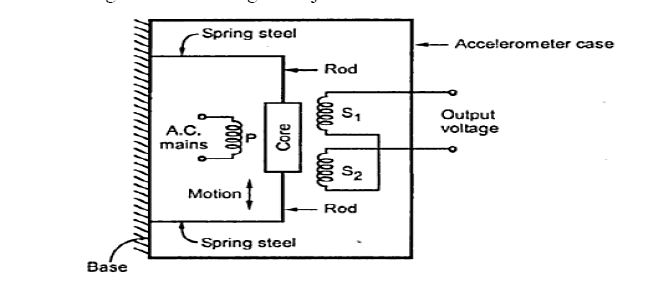 Spring steel
Accelerometer case
Rod
S1
Output
voltage
A.C.
mains
P
Core
S2
Motion
Rod
Spring steel
Base